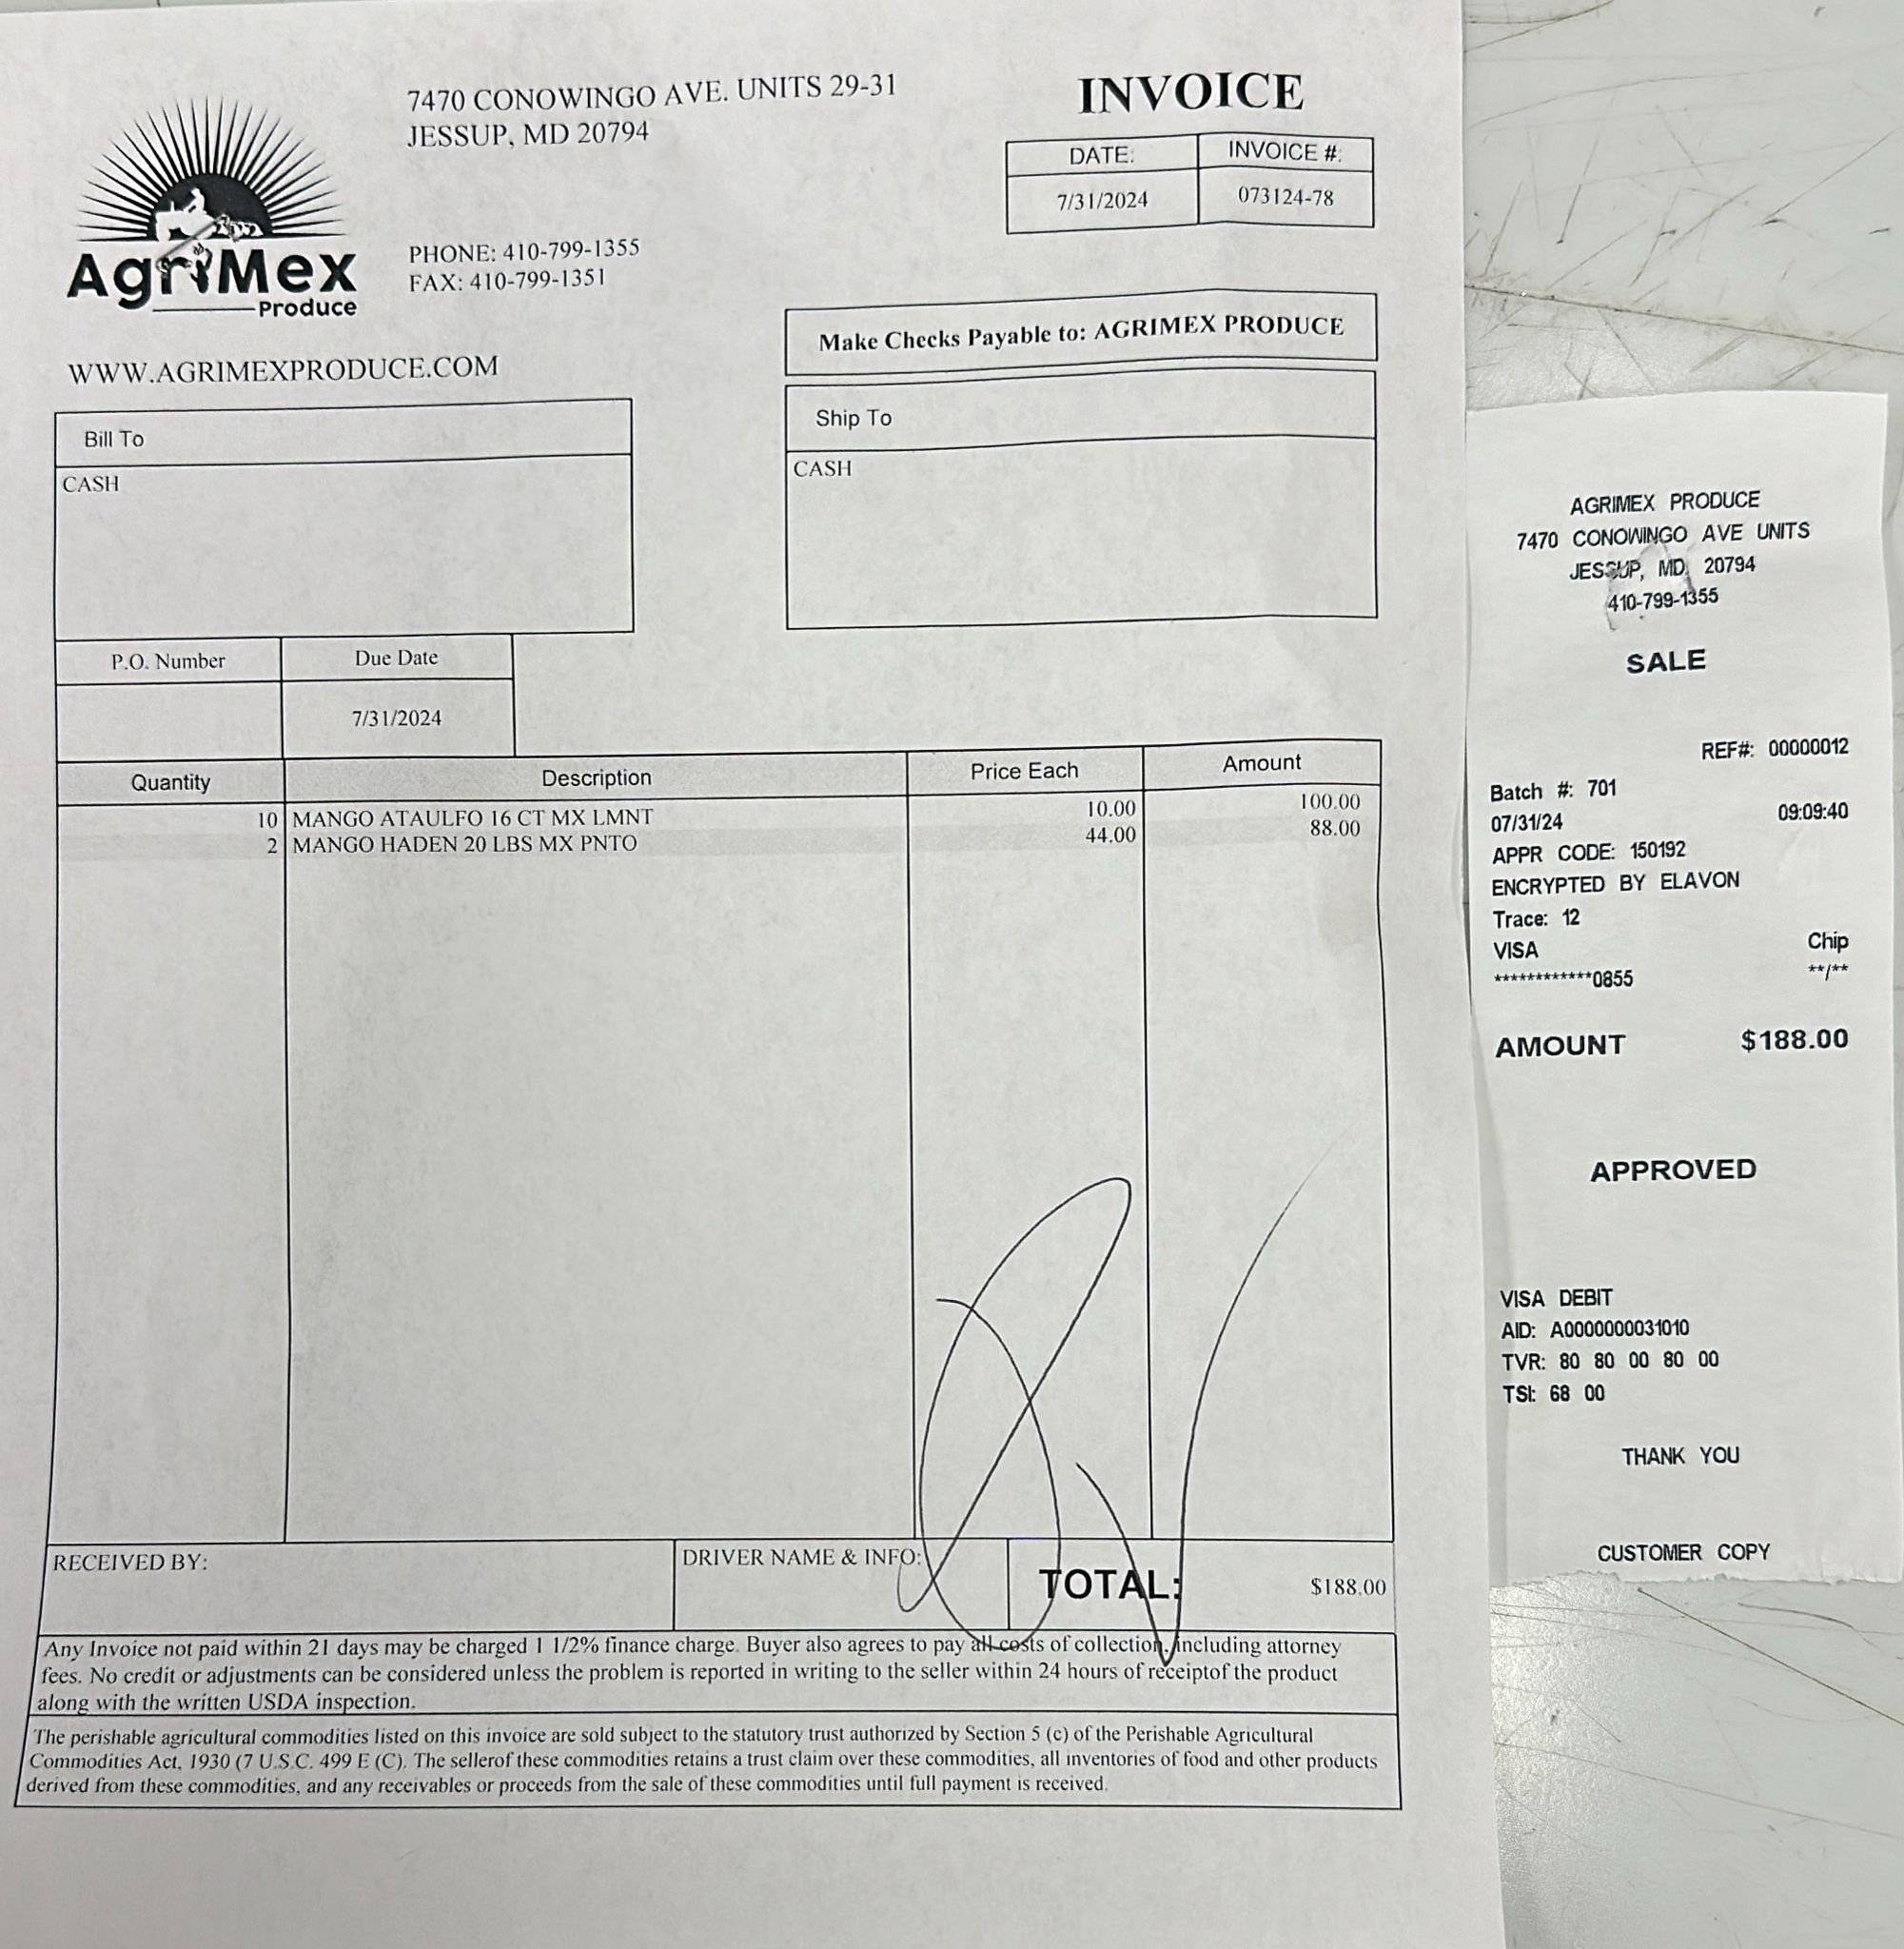 7470 CONOWINGO AVE. UNITS 29-31
JESSUP, MD 20794
INVOICE
DATE:
INVOICE #:
7/31/2024
073124-78
AgriMex
Produce
PHONE: 410-799-1355
FAX: 410-799-1351
WWW.AGRIMEXPRODUCE.COM
Make Checks Payable to: AGRIMEX PRODUCE
Bill To
CASH
Ship To
CASH
P.O. Number
Due Date
7/31/2024
Quantity Description Price Each Amount
10 MANGO ATAULFO 16 CT MX LMNT 10.00 100.00
2 MANGO HADEN 20 LBS MX PNTO 44.00 88.00
RECEIVED BY:
DRIVER NAME & INFO:
TOTAL: $188.00
Any Invoice not paid within 21 days may be charged 1 1/2% finance charge. Buyer also agrees to pay all costs of collection, including attorney
fees. No credit or adjustments can be considered unless the problem is reported in writing to the seller within 24 hours of receiptof the product
along with the written USDA inspection.
The perishable agricultural commodities listed on this invoice are sold subject to the statutory trust authorized by Section 5 (c) of the Perishable Agricultural
Commodities Act, 1930 (7 U.S.C. 499 E (C). The sellerof these commodities retains a trust claim over these commodities, all inventories of food and other products
derived from these commodities, and any receivables or proceeds from the sale of these commodities until full payment is received.
AGRIMEX PRODUCE
7470 CONOWINGO AVE UNITS
JESSUP, MD 20794
410-799-1355
SALE
REF#: 00000012
Batch #: 701
07/31/24 09:09:40
APPR CODE: 150192
ENCRYPTED BY ELAVON
Trace: 12
VISA Chip
************0855 **/**
AMOUNT $188.00
APPROVED
VISA DEBIT
AID: A0000000031010
TVR: 80 80 00 80 00
TSI: 68 00
THANK YOU
CUSTOMER COPY